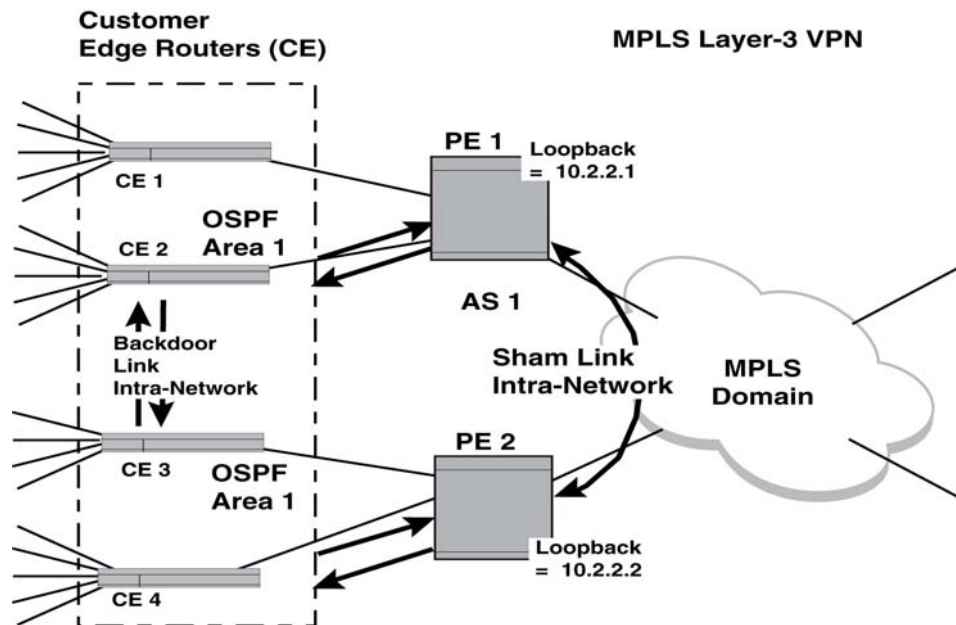 Customer
Edge Routers (CE)
MPLS Layer-3 VPN
PE 1
Loopback
= 10.2.2.1
CE 1
OSPF
Area 1
CE 2
AS 1
Backdoor
Link
Intra-Network
Sham Link
Intra-Network
MPLS
Domain
PE 2
CE 3
OSPF
Area 1
Loopback
= 10.2.2.2
CE 4